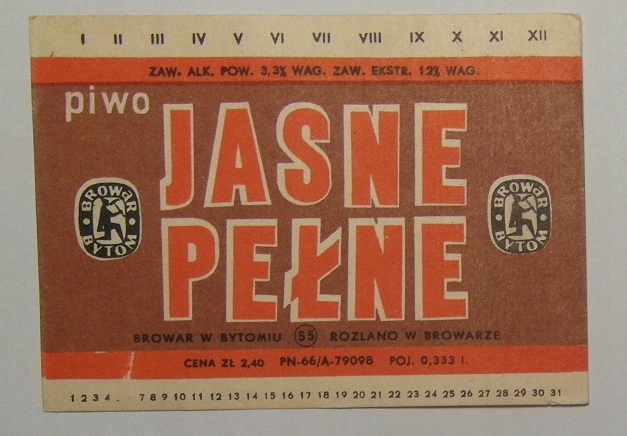 I II III IV V VI VII VIII IX X XI XII
ZAW. ALK. POW. 3,3% WAG. ZAW. EKSTR. 12% WAG.
piwo
JASNE
PEŁNE
BROWAR BYTOM
BROWAR BYTOM
BROWAR W BYTOMIU 55 ROZLANO W BROWARZE
CENA ZŁ 2,40 PN-66/A-79098 POJ. 0,333 l.
1 2 3 4 . 7 8 9 10 11 12 13 14 15 16 17 18 19 20 21 22 23 24 25 26 27 28 29 30 31